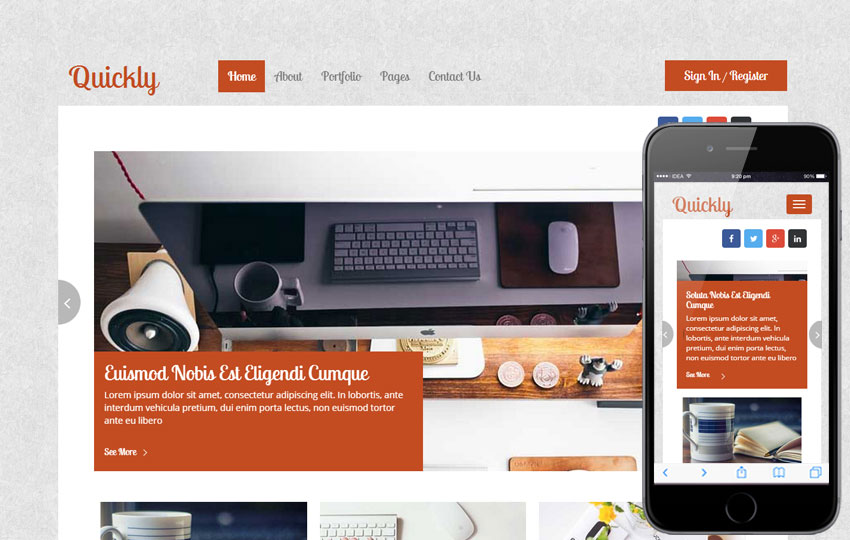 Quickly
Home About Portfolio Pages Contact Us
Sign In / Register
Euismod Nobis Est Eligendi Cumque
Lorem ipsum dolor sit amet, consectetur adipiscing elit. In lobortis, ante
interdum vehicula pretium, dui enim porta lectus, non euismod tortor
ante eu libero
See More
IDEA 9:20 pm 90%
Quickly
f g+ in
Soluta Nobis Est Eligendi
Cumque
Lorem ipsum dolor sit amet,
consectetur adipiscing elit. In
lobortis, ante interdum vehicula
pretium, dui enim porta lectus,
non euismod tortor ante eu libero
See More